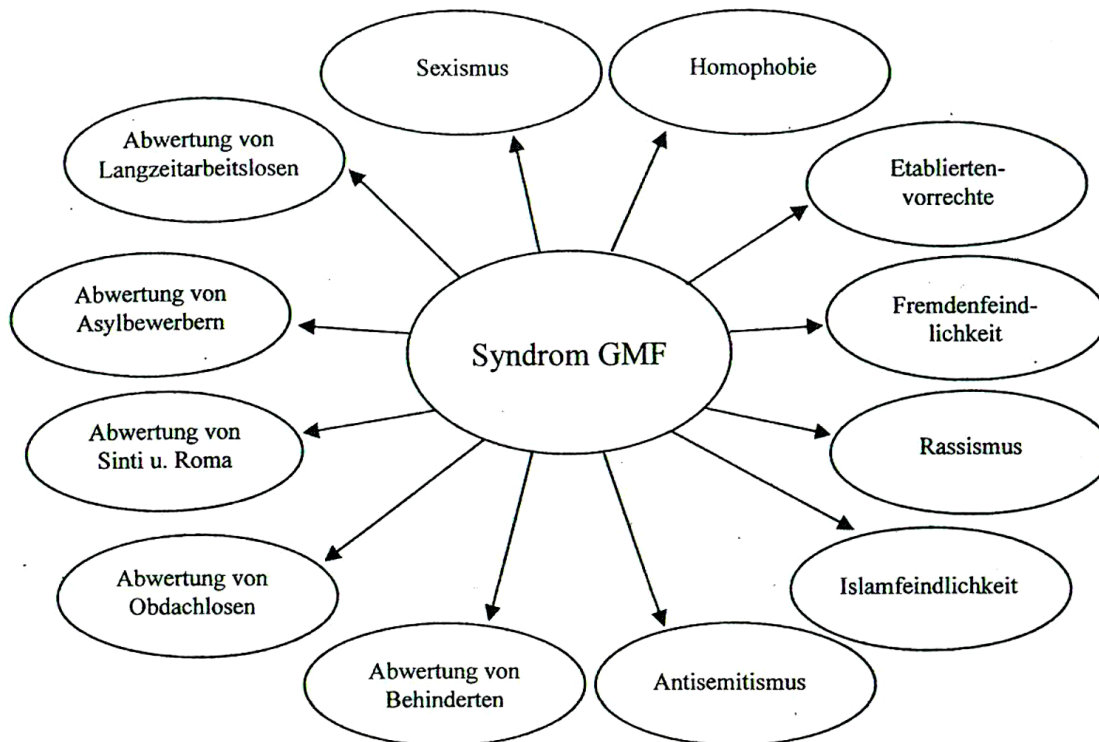 Sexismus
Homophobie
Abwertung von
Langzeitarbeitslosen
Etablierten-
vorrechte
Abwertung von
Asylbewerbern
Fremdenfeind-
lichkeit
Syndrom GMF
Abwertung von
Sinti u. Roma
Rassismus
Abwertung von
Obdachlosen
Islamfeindlichkeit
Abwertung von
Behinderten
Antisemitismus